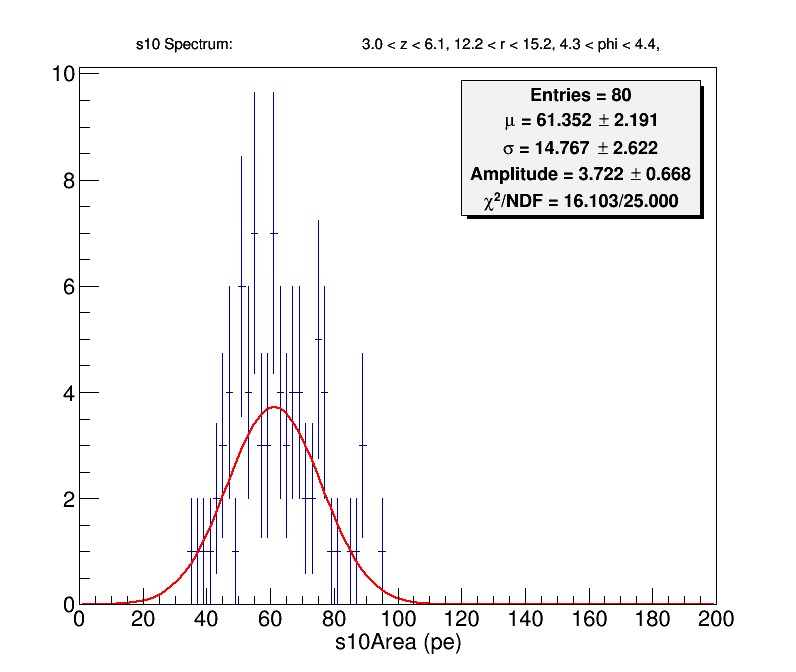 s10 Spectrum: 3.0 < z < 6.1, 12.2 < r < 15.2, 4.3 < phi < 4.4,
Entries = 80
μ = 61.352 ± 2.191
σ = 14.767 ± 2.622
Amplitude = 3.722 ± 0.668
χ²/NDF = 16.103/25.000
10
8
6
4
2
0
0 20 40 60 80 100 120 140 160 180 200
s10Area (pe)